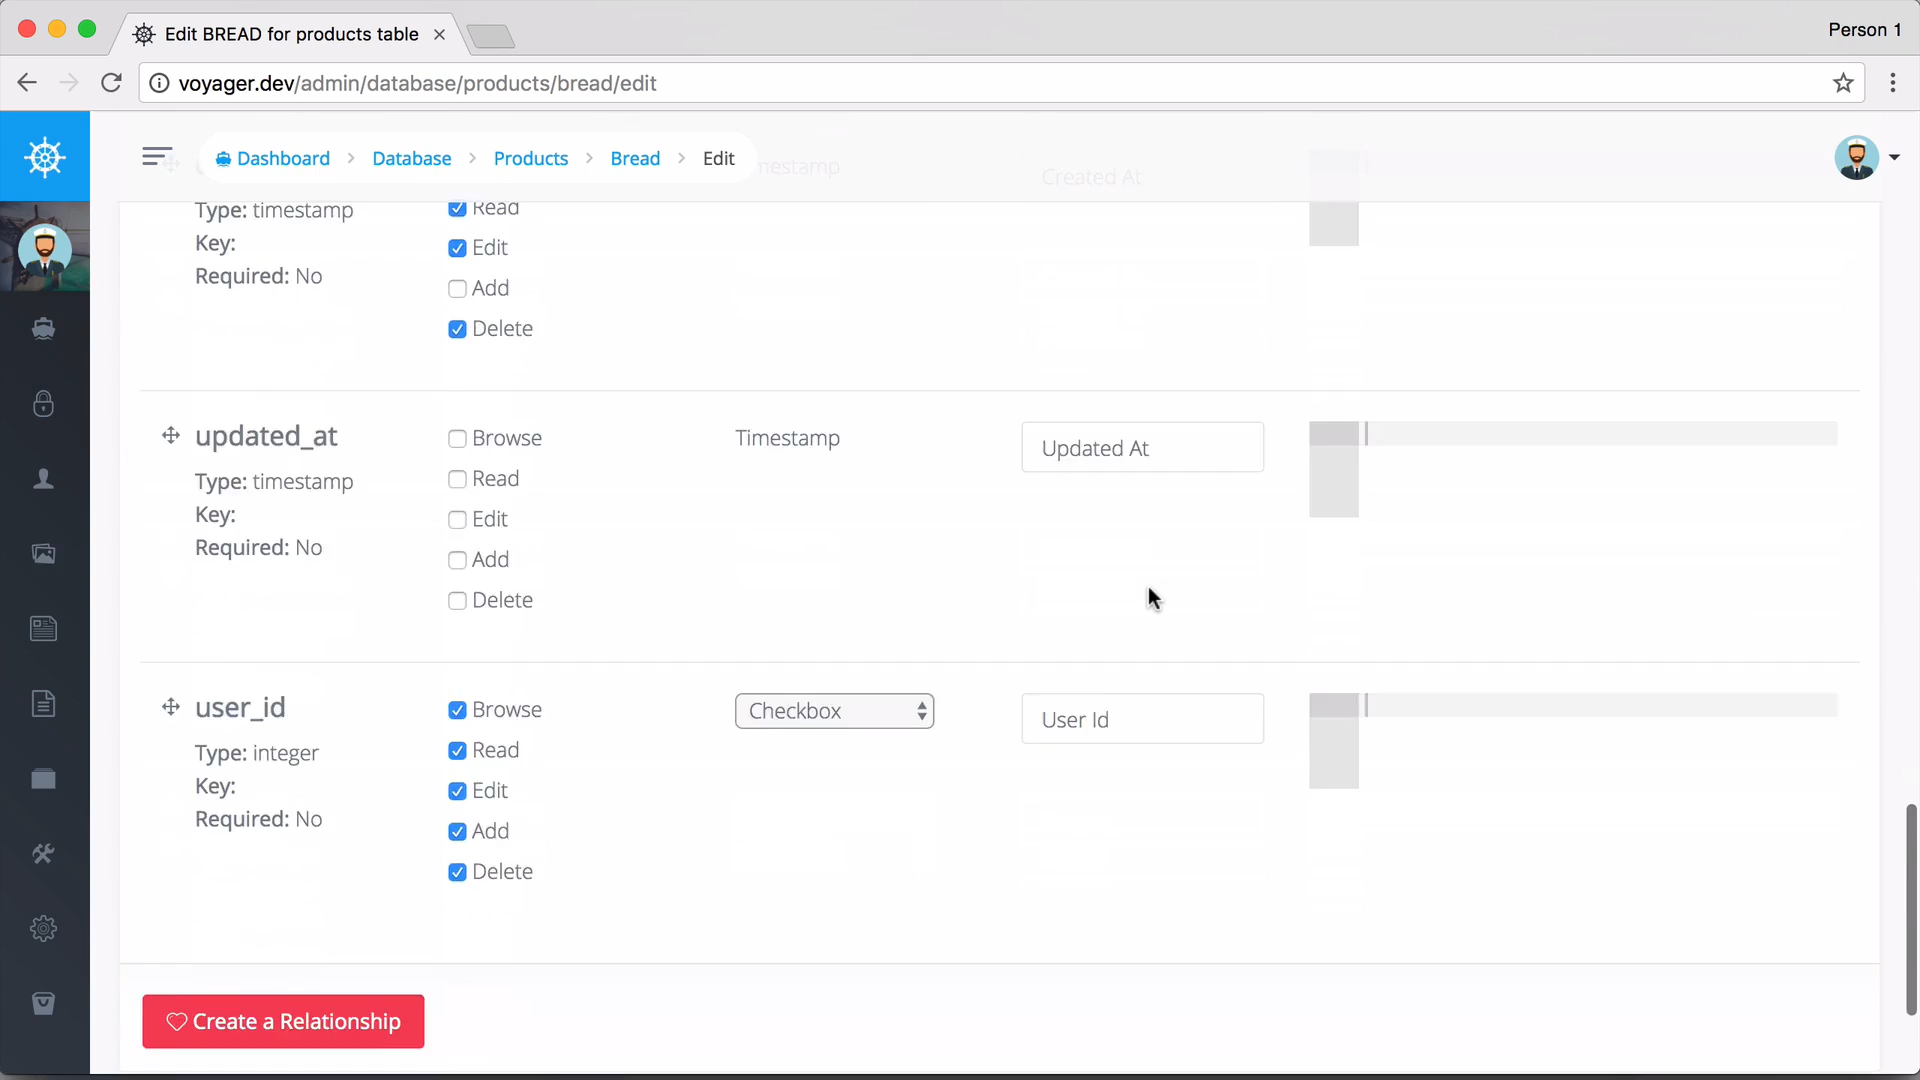 Edit BREAD for products table
Person 1
voyager.dev/admin/database/products/bread/edit
Dashboard > Database > Products > Bread > Edit
Created At
Type: timestamp
Read
Key:
Edit
Required: No
Add
Delete
updated_at
Browse
Timestamp
Updated At
Type: timestamp
Read
Key:
Edit
Required: No
Add
Delete
user_id
Browse
Checkbox
User Id
Type: integer
Read
Key:
Edit
Required: No
Add
Delete
Create a Relationship